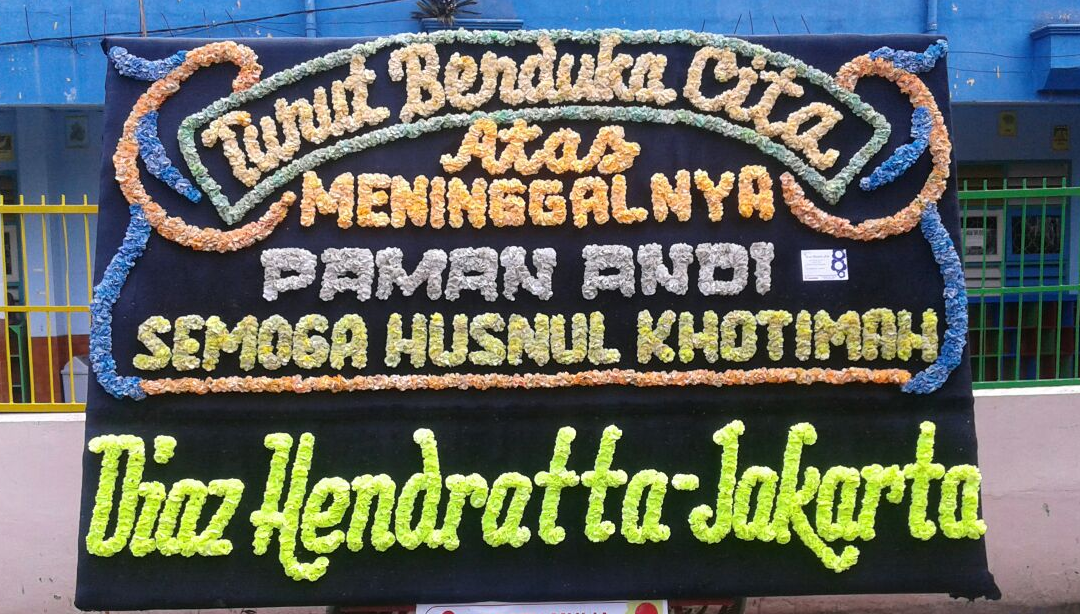 Turut Berduka Cita
Atas
MENINGGALNYA
PAMAN ANDI
SEMOGA HUSNUL KHOTIMAH
Diaz Hendratta-Jakarta